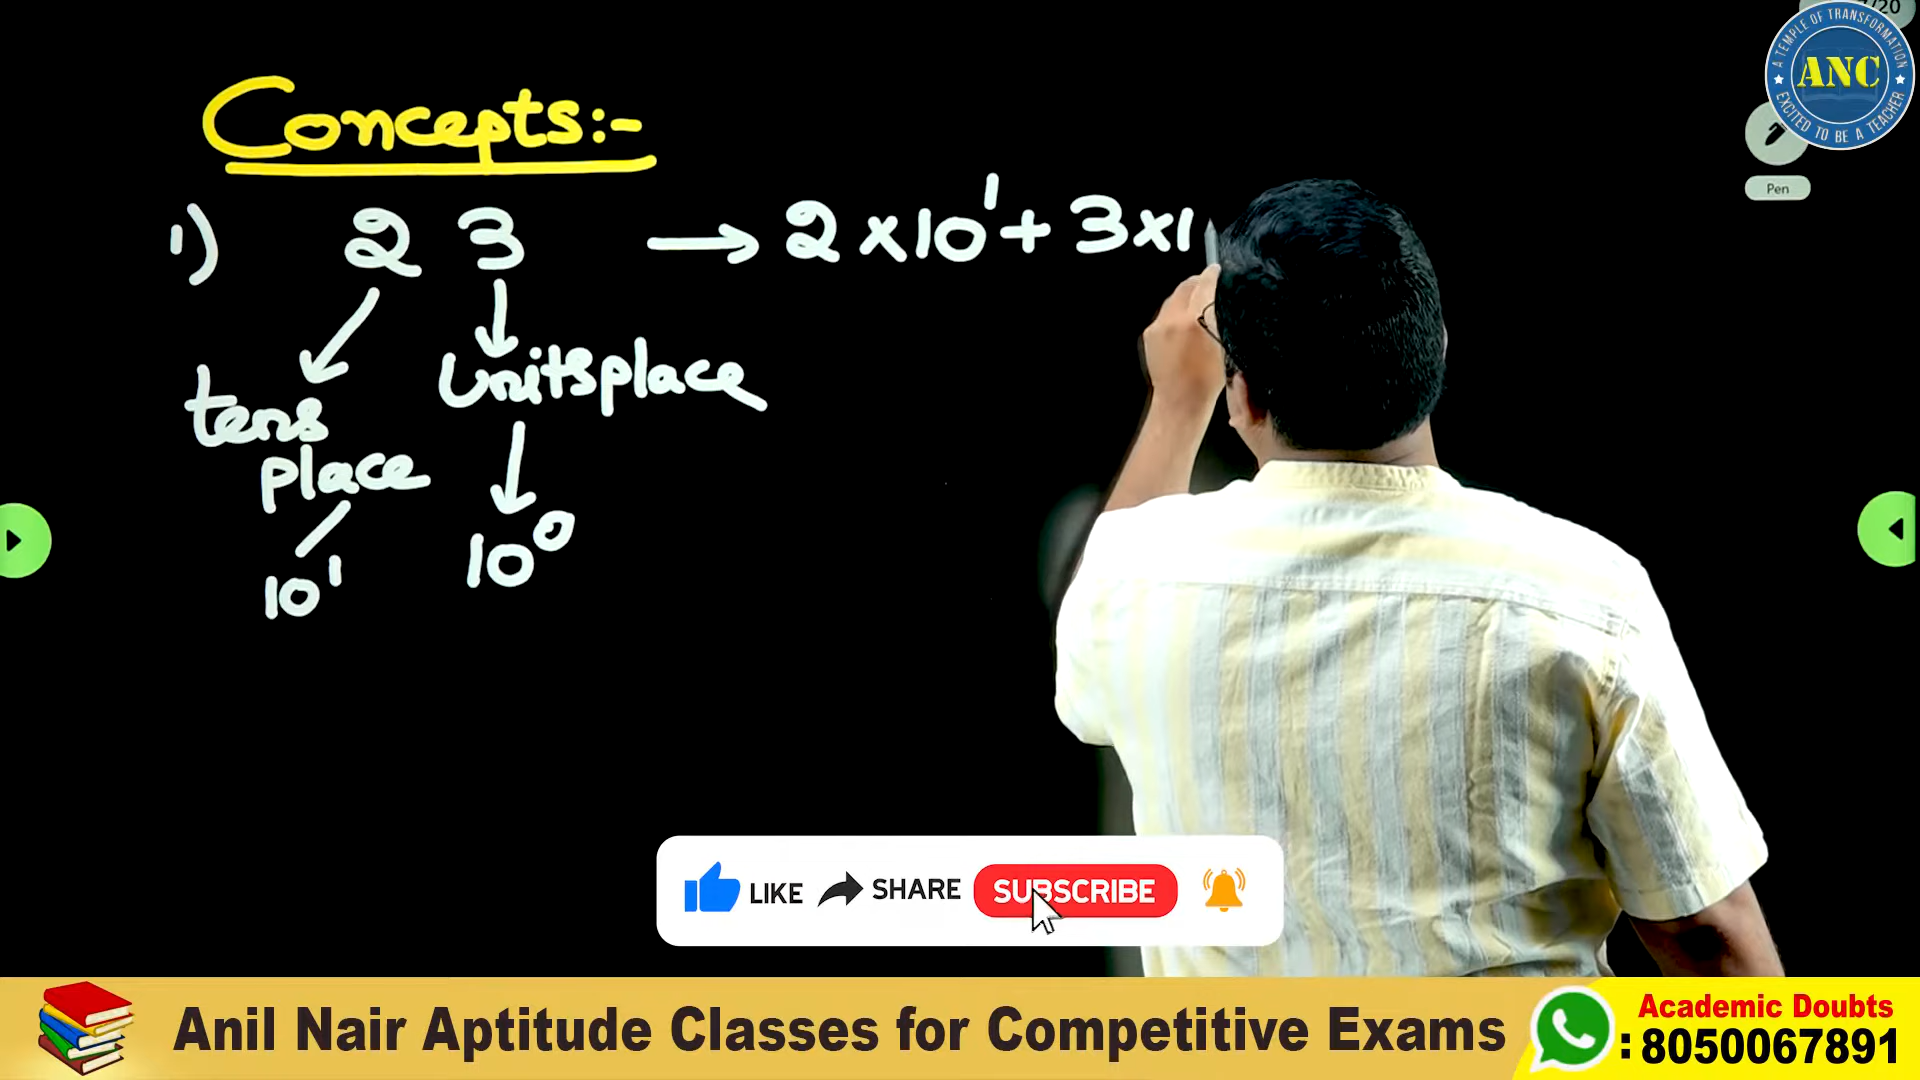 /20
A TEMPLE OF TRANSFORMATION
ANC
EXCITED TO BE A TEACHER
Pen
Concepts:-
1) 2 3 → 2 × 10¹ + 3 × 1
tens
place
10¹
Unitsplace
10⁰
LIKE SHARE SUBSCRIBE
Anil Nair Aptitude Classes for Competitive Exams
Academic Doubts
: 8050067891